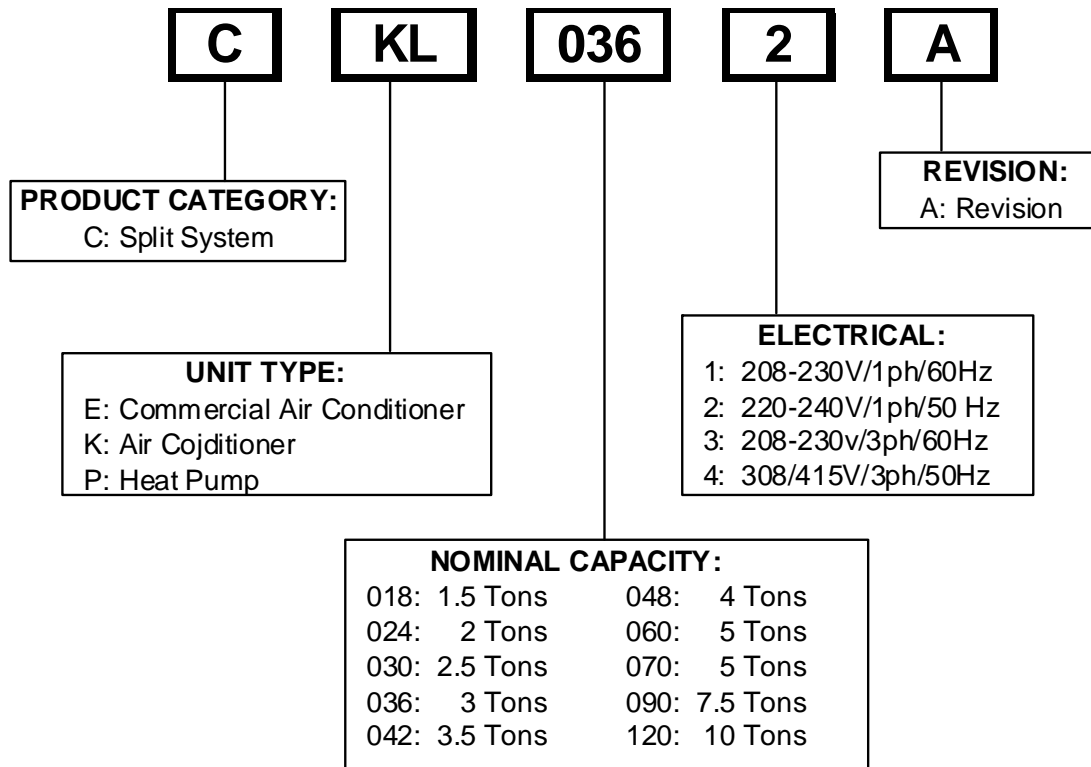 C KL 036 2 A
PRODUCT CATEGORY:
C: Split System
REVISION:
A: Revision
UNIT TYPE:
E: Commercial Air Conditioner
K: Air Cojditioner
P: Heat Pump
ELECTRICAL:
1: 208-230V/1ph/60Hz
2: 220-240V/1ph/50 Hz
3: 208-230v/3ph/60Hz
4: 308/415V/3ph/50Hz
NOMINAL CAPACITY:
018: 1.5 Tons 048: 4 Tons
024: 2 Tons 060: 5 Tons
030: 2.5 Tons 070: 5 Tons
036: 3 Tons 090: 7.5 Tons
042: 3.5 Tons 120: 10 Tons